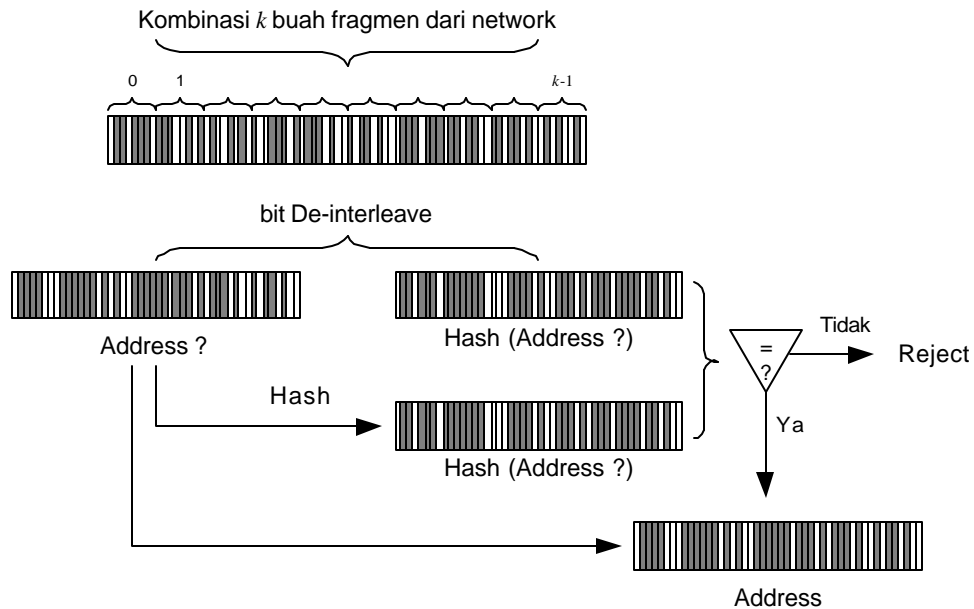 Kombinasi k buah fragmen dari network
0 1 k-1
bit De-interleave
Address ?
Hash (Address ?)
Hash
Hash (Address ?)
=
?
Tidak
Reject
Ya
Address